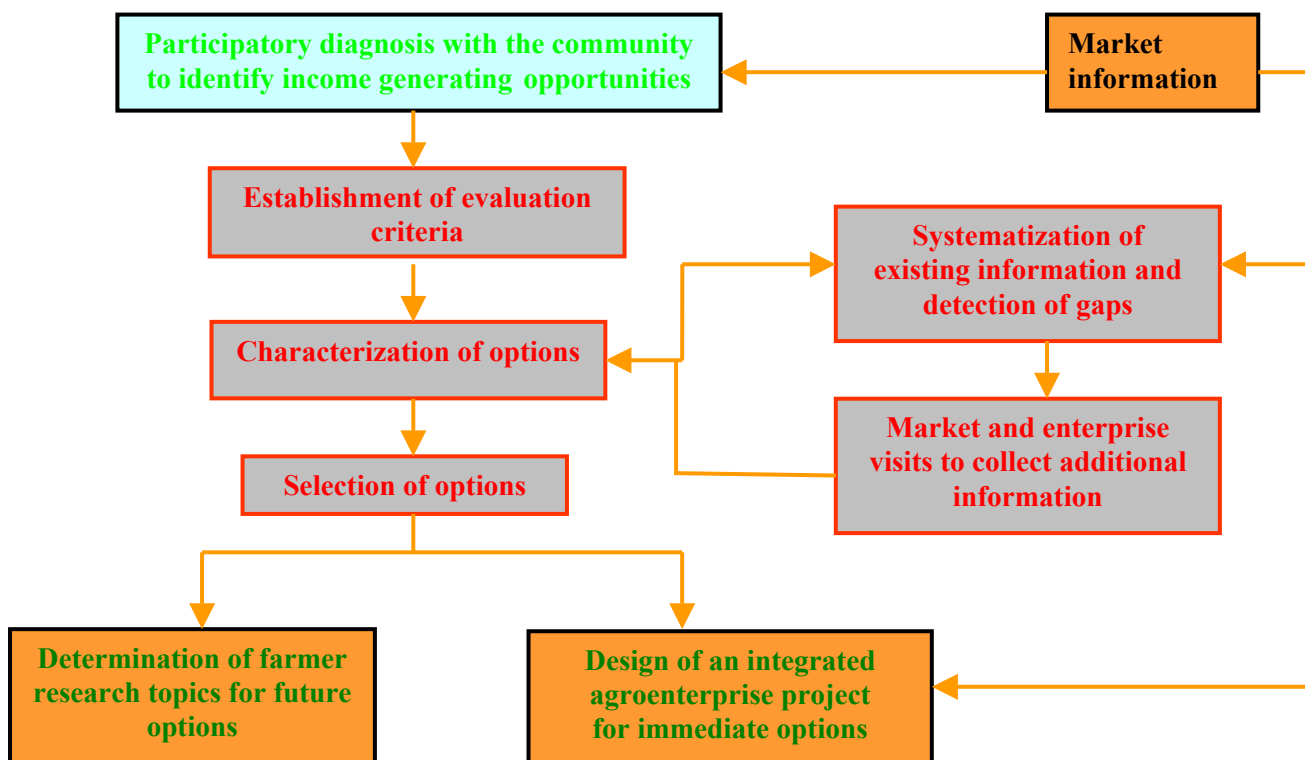 Participatory diagnosis with the community
to identify income generating opportunities
Market
information
Establishment of evaluation
criteria
Systematization of
existing information and
detection of gaps
Characterization of options
Market and enterprise
visits to collect additional
information
Selection of options
Determination of farmer
research topics for future
options
Design of an integrated
agroenterprise project
for immediate options